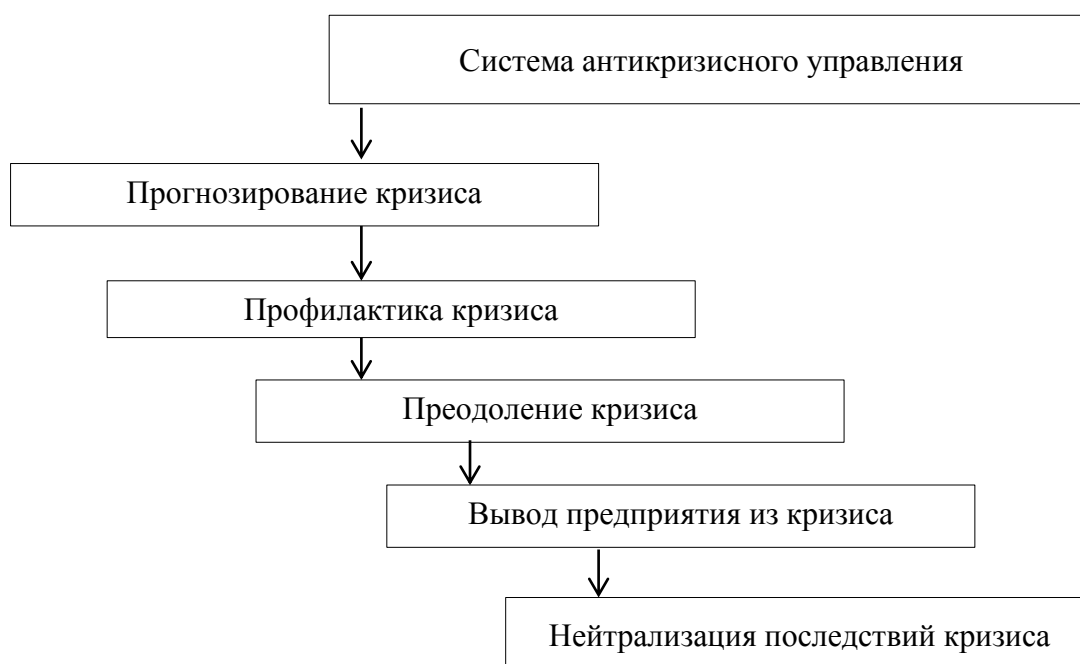 Система антикризисного управления
Прогнозирование кризиса
Профилактика кризиса
Преодоление кризиса
Вывод предприятия из кризиса
Нейтрализация последствий кризиса